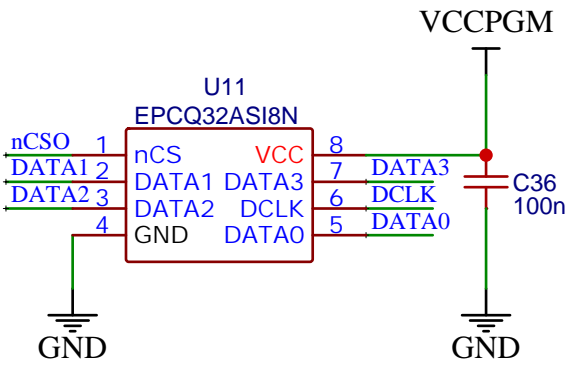 VCCPGM
U11
EPCQ32ASI8N
nCSO 1 nCS VCC 8
DATA1 2 DATA1 DATA3 7 DATA3
DATA2 3 DATA2 DCLK 6 DCLK
4 GND DATA0 5 DATA0
C36
100n
GND
GND